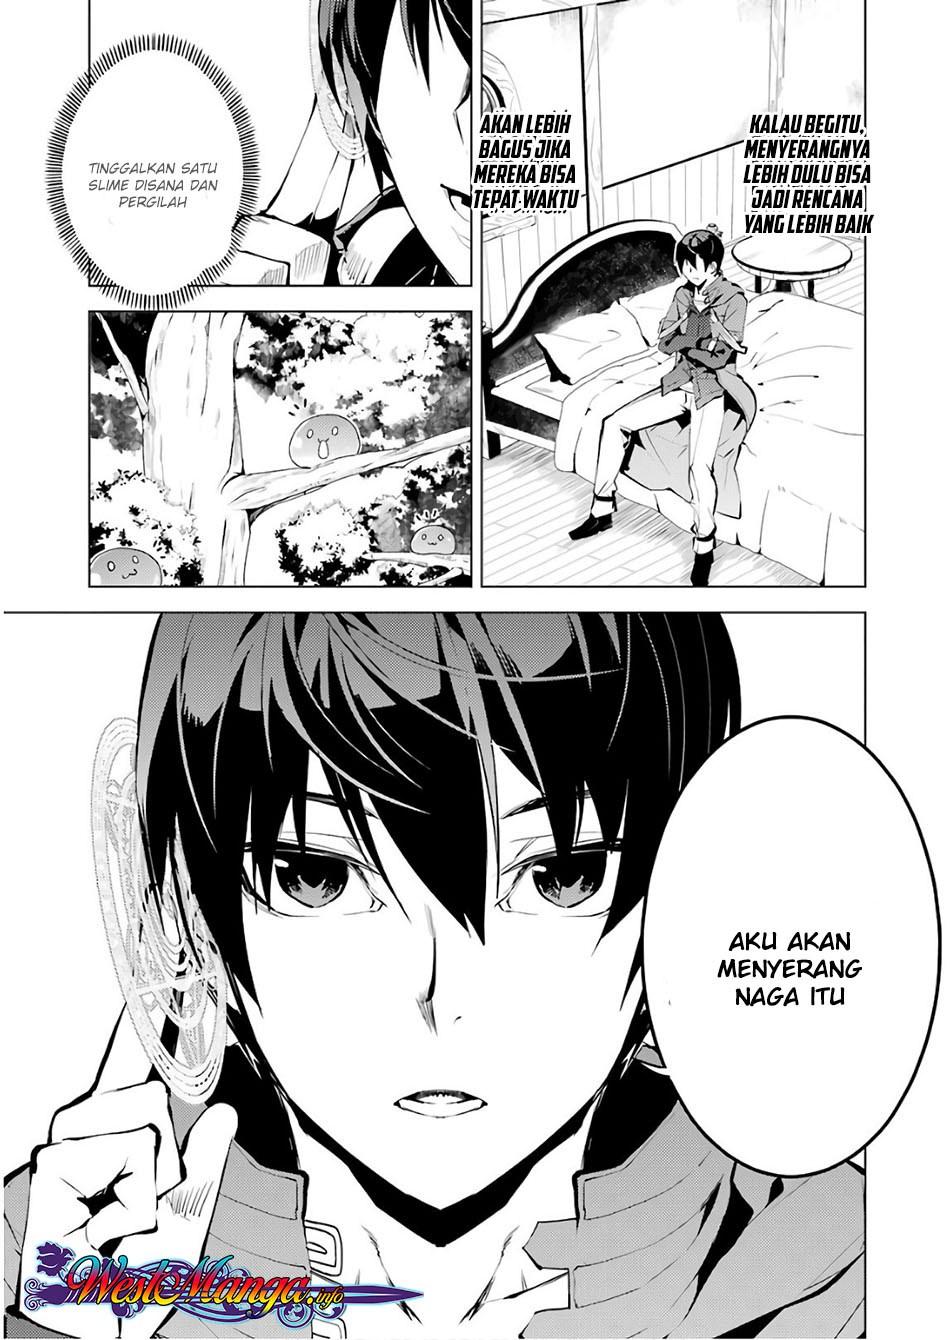 KALAU BEGITU,
MENYERANGNYA
LEBIH DULU BISA
JADI RENCANA
YANG LEBIH BAIK
AKAN LEBIH
BAGUS JIKA
MEREKA BISA
TEPAT WAKTU
TINGGALKAN SATU
SLIME DISANA DAN
PERGILAH
AKU AKAN
MENYERANG
NAGA ITU
WestManga.info